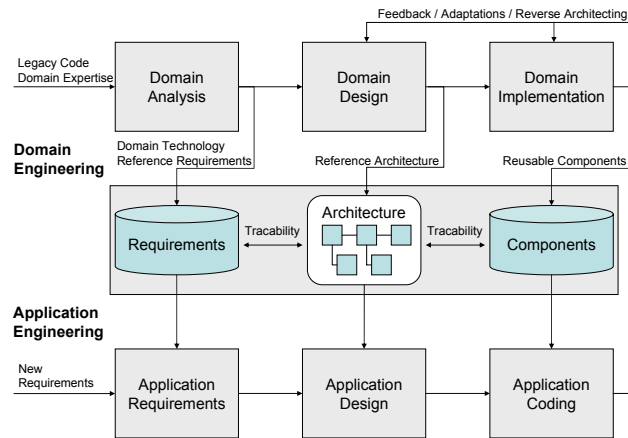 Feedback / Adaptations / Reverse Architecting
Legacy Code
Domain Expertise
Domain
Analysis
Domain
Design
Domain
Implementation
Domain
Engineering
Domain Technology
Reference Requirements
Reference Architecture
Reusable Components
Requirements
Tracability
Architecture
Tracability
Components
Application
Engineering
New
Requirements
Application
Requirements
Application
Design
Application
Coding